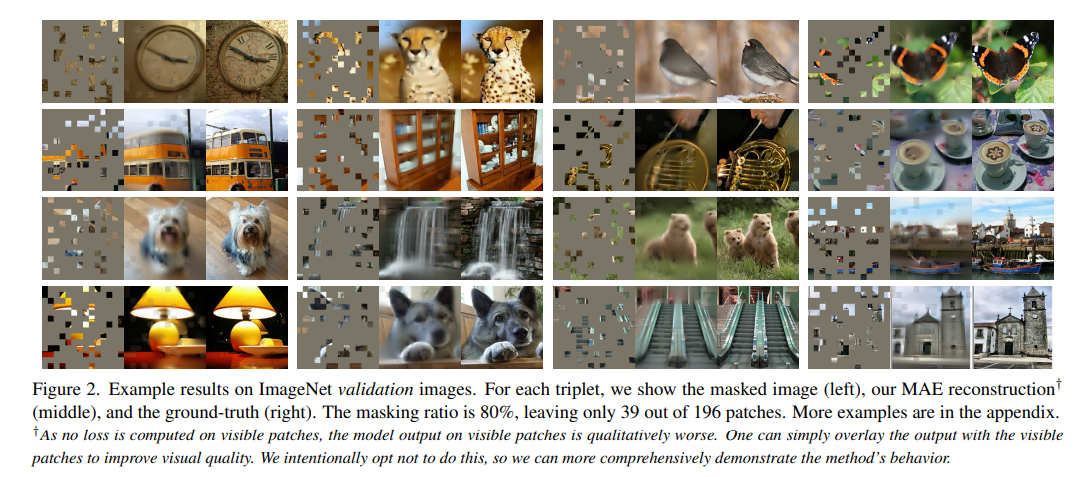 Figure 2. Example results on ImageNet validation images. For each triplet, we show the masked image (left), our MAE reconstruction†
(middle), and the ground-truth (right). The masking ratio is 80%, leaving only 39 out of 196 patches. More examples are in the appendix.
†As no loss is computed on visible patches, the model output on visible patches is qualitatively worse. One can simply overlay the output with the visible
patches to improve visual quality. We intentionally opt not to do this, so we can more comprehensively demonstrate the method's behavior.